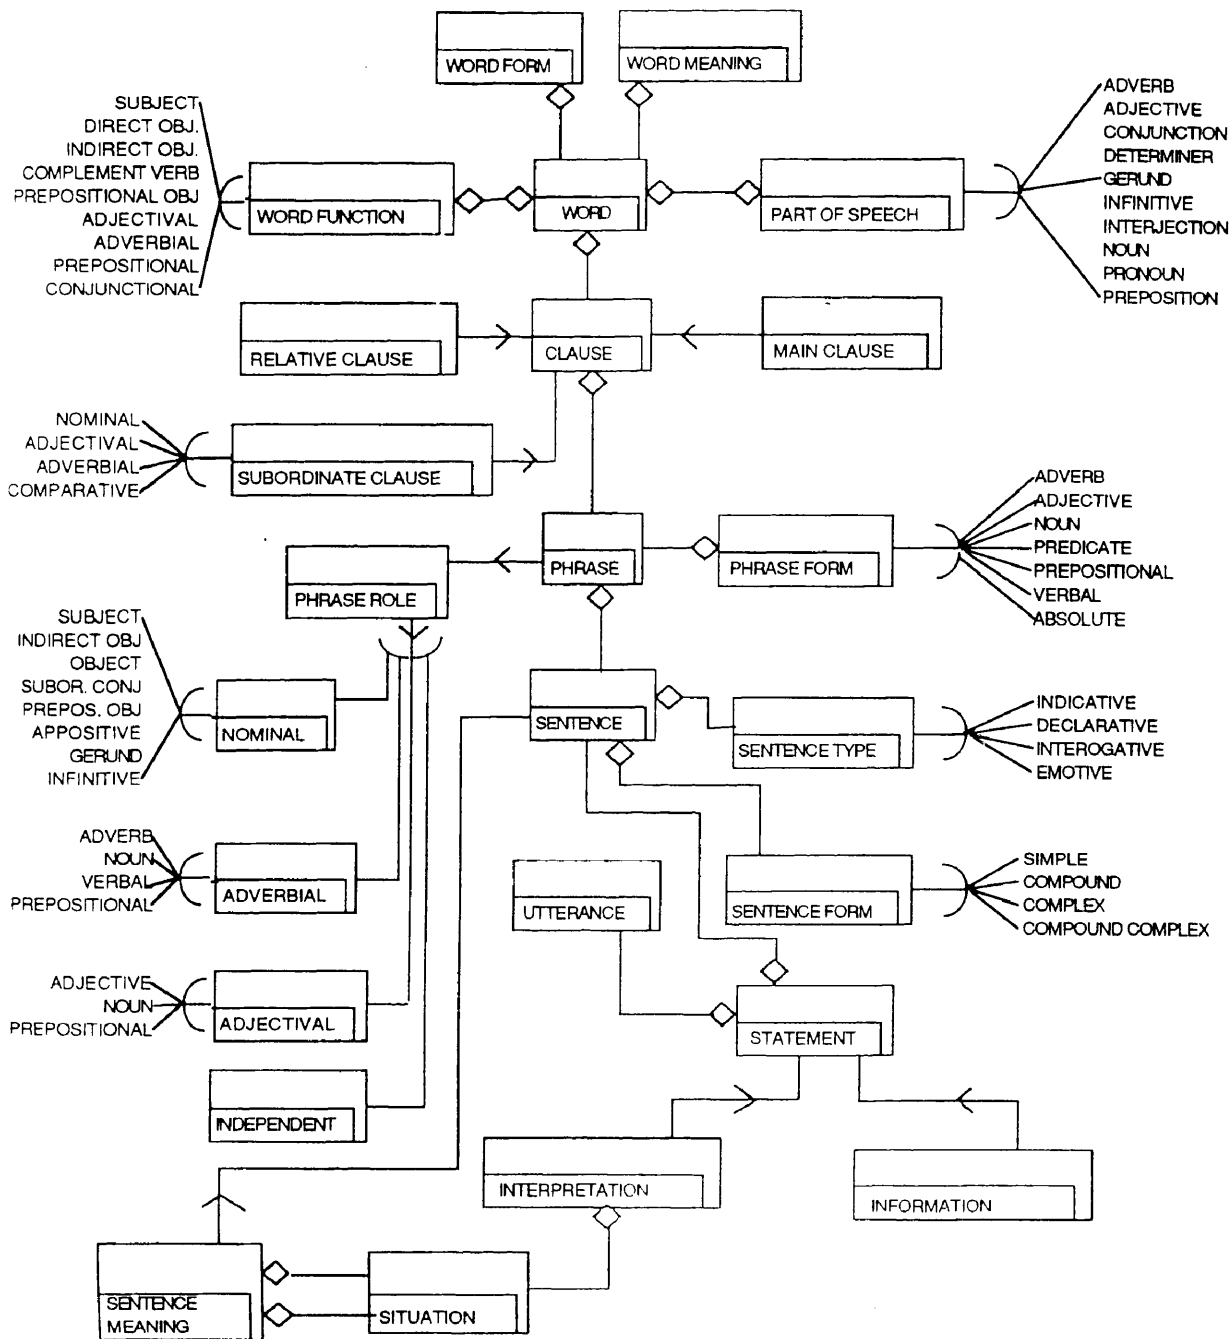 WORD FORM
WORD MEANING
SUBJECT
DIRECT OBJ.
INDIRECT OBJ.
COMPLEMENT VERB
PREPOSITIONAL OBJ
ADJECTIVAL
ADVERBIAL
PREPOSITIONAL
CONJUNCTIONAL
WORD FUNCTION
WORD
PART OF SPEECH
ADVERB
ADJECTIVE
CONJUNCTION
DETERMINER
GERUND
INFINITIVE
INTERJECTION
NOUN
PRONOUN
PREPOSITION
RELATIVE CLAUSE
CLAUSE
MAIN CLAUSE
NOMINAL
ADJECTIVAL
ADVERBIAL
COMPARATIVE
SUBORDINATE CLAUSE
PHRASE ROLE
PHRASE
PHRASE FORM
ADVERB
ADJECTIVE
NOUN
PREDICATE
PREPOSITIONAL
VERBAL
ABSOLUTE
SUBJECT
INDIRECT OBJ
OBJECT
SUBOR. CONJ
PREPOS. OBJ
APPOSITIVE
GERUND
INFINITIVE
NOMINAL
SENTENCE
SENTENCE TYPE
INDICATIVE
DECLARATIVE
INTEROGATIVE
EMOTIVE
ADVERB
NOUN
VERBAL
PREPOSITIONAL
ADVERBIAL
UTTERANCE
SENTENCE FORM
SIMPLE
COMPOUND
COMPLEX
COMPOUND COMPLEX
ADJECTIVE
NOUN
PREPOSITIONAL
ADJECTIVAL
STATEMENT
INDEPENDENT
INTERPRETATION
INFORMATION
SENTENCE
MEANING
SITUATION